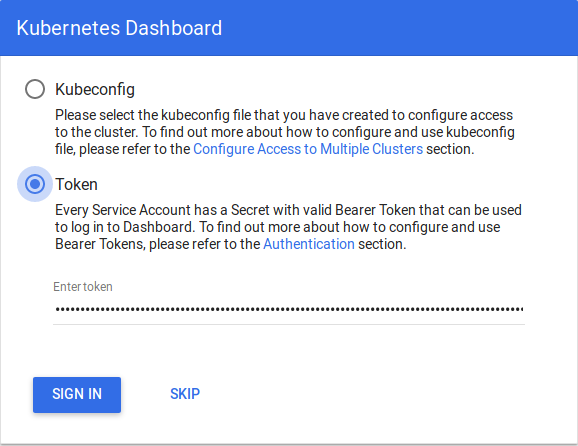 Kubernetes Dashboard
Kubeconfig
Please select the kubeconfig file that you have created to configure access
to the cluster. To find out more about how to configure and use kubeconfig
file, please refer to the Configure Access to Multiple Clusters section.
Token
Every Service Account has a Secret with valid Bearer Token that can be used
to log in to Dashboard. To find out more about how to configure and use
Bearer Tokens, please refer to the Authentication section.
Enter token
SIGN IN SKIP